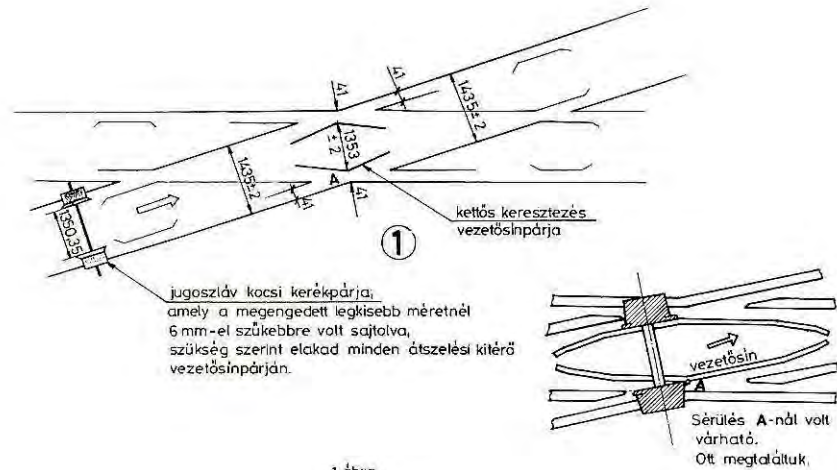 41
41
1435±2
1353
±2
1435±2
A
41
41
1350,35
kettős keresztezés
vezetősínpárja
1
jugoszláv kocsi kerékpárja,
amely a megengedett legkisebb méretnél
6 mm-el szűkebbre volt sajtolva,
szükség szerint elakad minden átszelési kitérő
vezetősínpárján.
vezetősín
A
Sérülés A-nál volt
várható.
Ott megtaláltuk.
1. ábra